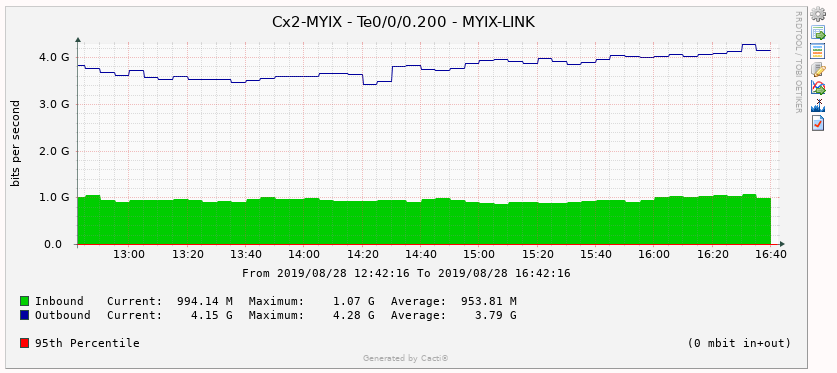 Cx2-MYIX - Te0/0/0.200 - MYIX-LINK
RRDTOOL / TOBI OETIKER
bits per second
4.0 G
3.0 G
2.0 G
1.0 G
0.0
13:00 13:20 13:40 14:00 14:20 14:40 15:00 15:20 15:40 16:00 16:20 16:40
From 2019/08/28 12:42:16 To 2019/08/28 16:42:16
Inbound Current: 994.14 M Maximum: 1.07 G Average: 953.81 M
Outbound Current: 4.15 G Maximum: 4.28 G Average: 3.79 G
95th Percentile (0 mbit in+out)
Generated by Cacti®